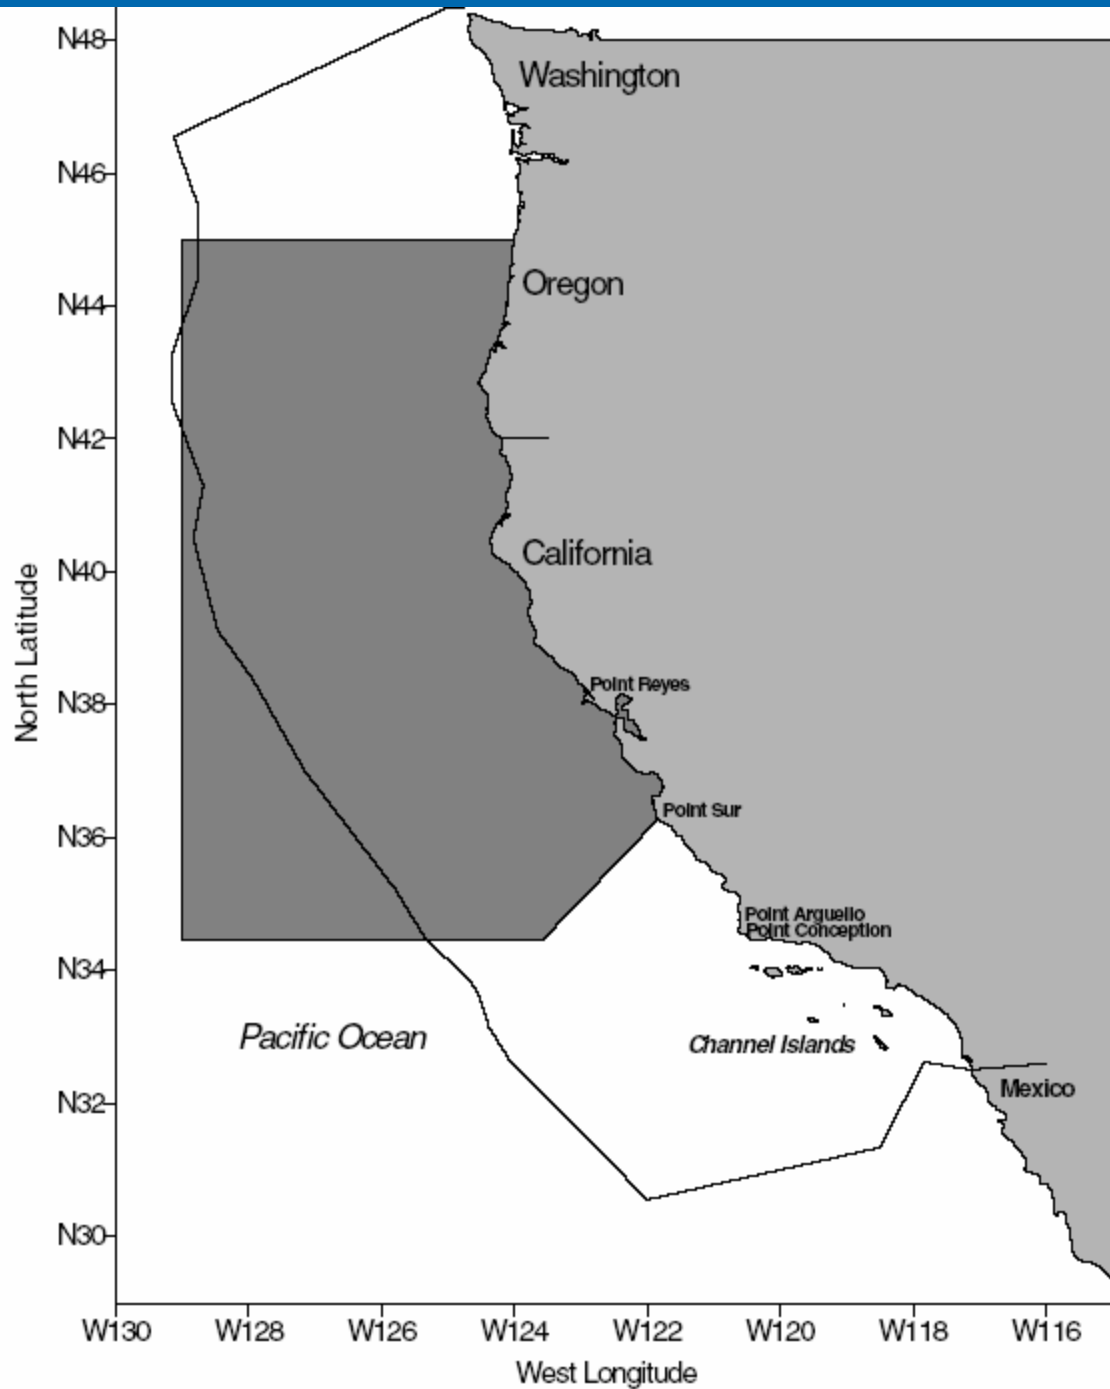 N48
Washington
N46
Oregon
N44
N42
California
N40
Point Reyes
N38
North Latitude
Point Sur
N36
Point Arguello
Point Conception
N34
Pacific Ocean
Channel Islands
Mexico
N32
N30
W130 W128 W126 W124 W122 W120 W118 W116
West Longitude